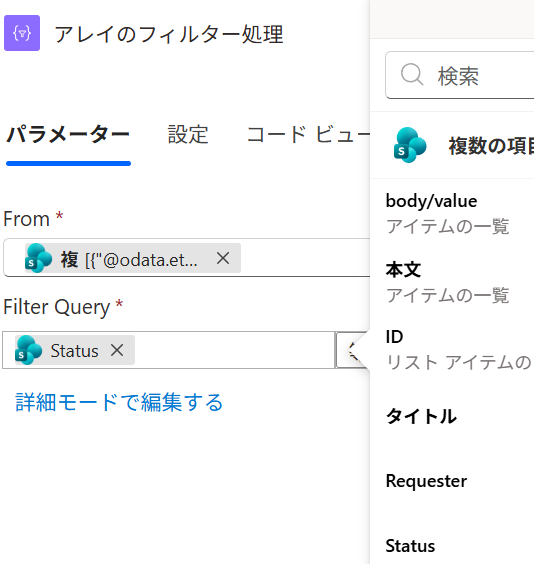 アレイのフィルター処理
パラメーター
設定
コード ビュー
From *
複 [{"@odata.et...
Filter Query *
Status
詳細モードで編集する
検索
複数の項目
body/value
アイテムの一覧
本文
アイテムの一覧
ID
リスト アイテムの
タイトル
Requester
Status